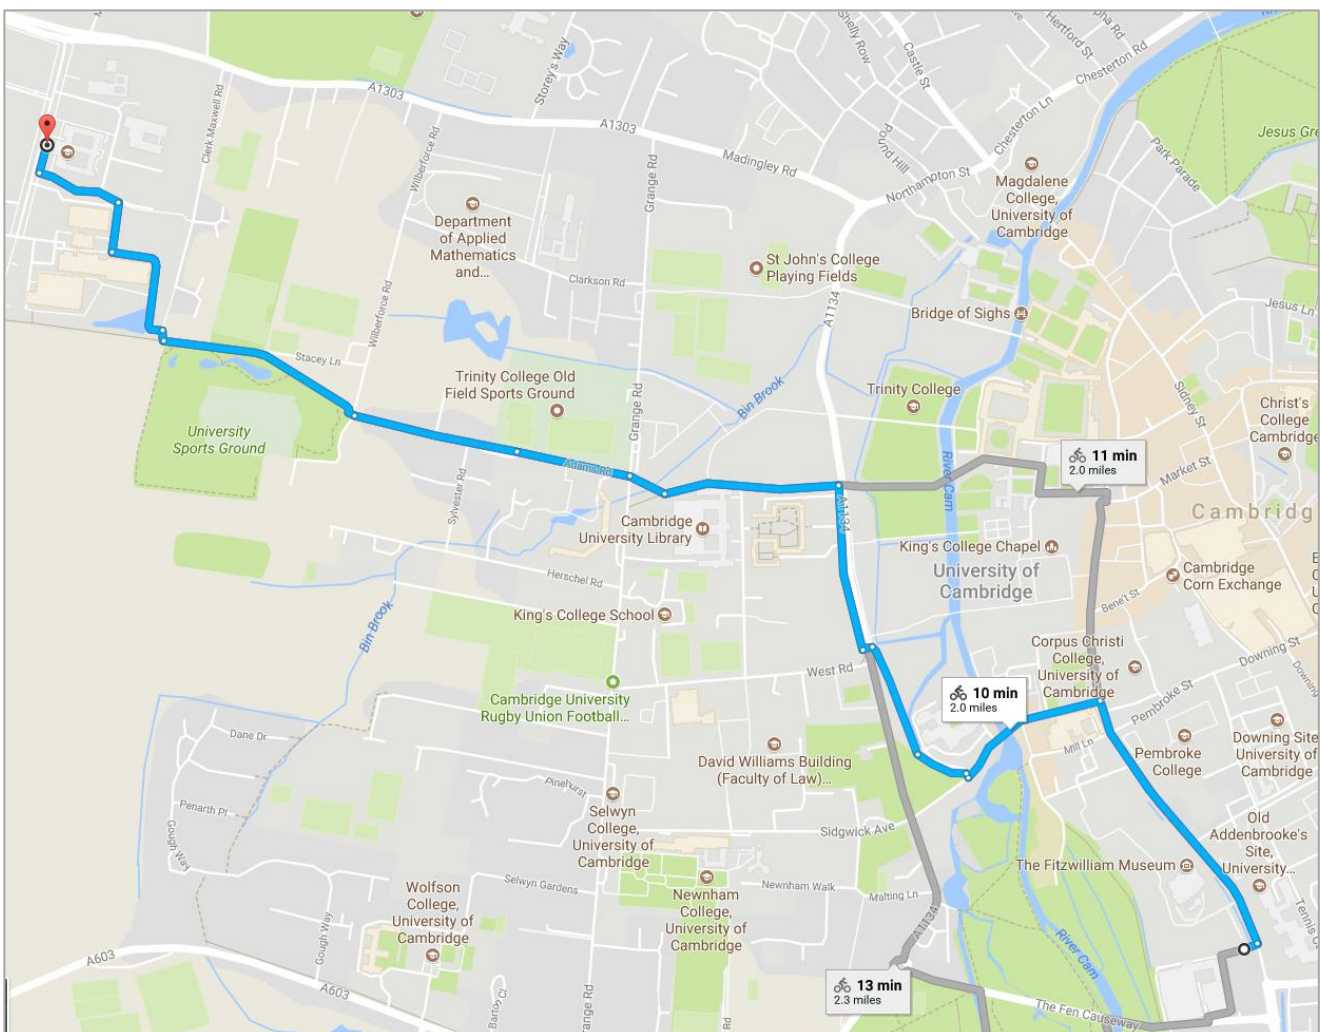 Shelly Row
Hertford St
Castle St
Chesterton Rd
Storey's Way
A1303
Clerk Maxwell Rd
A1303
Wilberforce Rd
Pound Hill
Chesterton Ln
Jesus Gre
Park Parade
Grange Rd
Madingley Rd
Northampton St
Magdalene
College,
University of
Cambridge
Department
of Applied
Mathematics
and...
St John's College
Playing Fields
Clarkson Rd
A1134
Bridge of Sighs
Jesus Ln
Wilberforce Rd
Stacey Ln
Trinity College Old
Field Sports Ground
Grange Rd
Bin Brook
Trinity College
Sidney St
Christ's
College
Cambridge
University
Sports Ground
Adams Rd
River Cam
11 min
2.0 miles
Market St
Sylvester Rd
A1134
Cambridge
University Library
Cambridg
King's College Chapel
University of
Cambridge
Cambridge
Corn Exchange
Herschel Rd
King's College School
Bene't St
Bin Brook
Corpus Christi
College,
University of
Cambridge
Downing St
West Rd
Downing
Cambridge University
Rugby Union Football...
10 min
2.0 miles
Pembroke St
Dane Dr
Mill Ln
David Williams Building
(Faculty of Law)...
Pembroke
College
Downing Site
University of
Cambridge
Pinehurst
Penarth Pl
Gough Way
Selwyn
College,
University of
Cambridge
Sidgwick Ave
Old
Addenbrooke's
Site,
University...
The Fitzwilliam Museum
Wolfson
College,
University of
Cambridge
Selwyn Gardens
Newnham
College,
University of
Cambridge
Newnham Walk
Malting Ln
Gough Way
A1134
River Cam
Tennis C
A603
A603
Barton Cl
range Rd
Rd
13 min
2.3 miles
The Fen Causeway